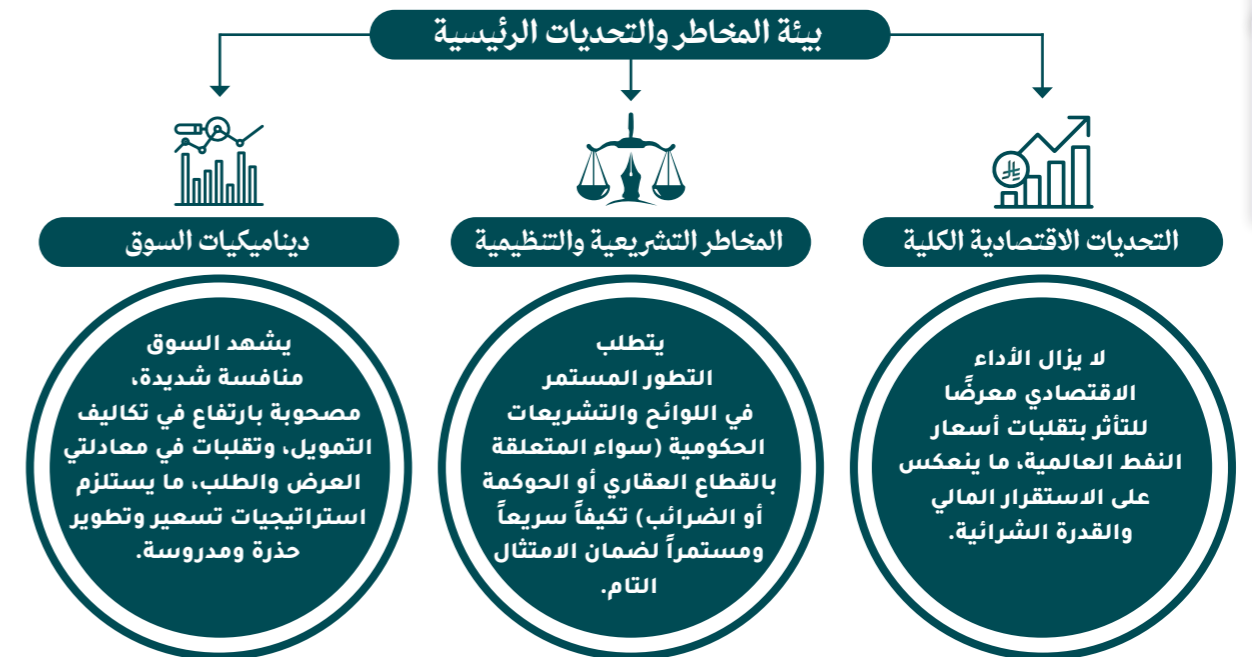 بيئة المخاطر والتحديات الرئيسية
التحديات الاقتصادية الكلية
لا يزال الأداء
الاقتصادي معرضًا
للتأثر بتقلبات أسعار
النفط العالمية، ما ينعكس
على الاستقرار المالي
والقدرة الشرائية.
المخاطر التشريعية والتنظيمية
يتطلب
التطور المستمر
في اللوائح والتشريعات
الحكومية (سواء المتعلقة
بالقطاع العقاري أو الحوكمة
أو الضرائب) تكيفاً سريعاً
ومستمراً لضمان الامتثال
التام.
ديناميكيات السوق
يشهد السوق
منافسة شديدة،
مصحوبة بارتفاع في تكاليف
التمويل، وتقلبات في معادلتي
العرض والطلب، ما يستلزم
استراتيجيات تسعير وتطوير
حذرة ومدروسة.